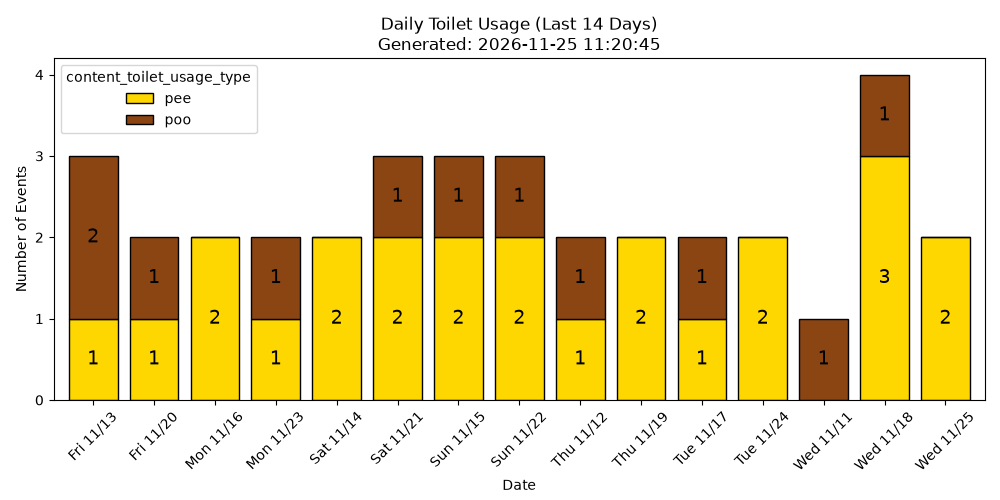 Daily Toilet Usage (Last 14 Days)
Generated: 2026-11-25 11:20:45
content_toilet_usage_type
pee
poo
Number of Events
4
3
2
1
0
2
1
1
1
2
1
1
2
1
2
1
2
1
2
1
1
2
1
1
2
1
1
3
2
Fri 11/13
Fri 11/20
Mon 11/16
Mon 11/23
Sat 11/14
Sat 11/21
Sun 11/15
Sun 11/22
Thu 11/12
Thu 11/19
Tue 11/17
Tue 11/24
Wed 11/11
Wed 11/18
Wed 11/25
Date